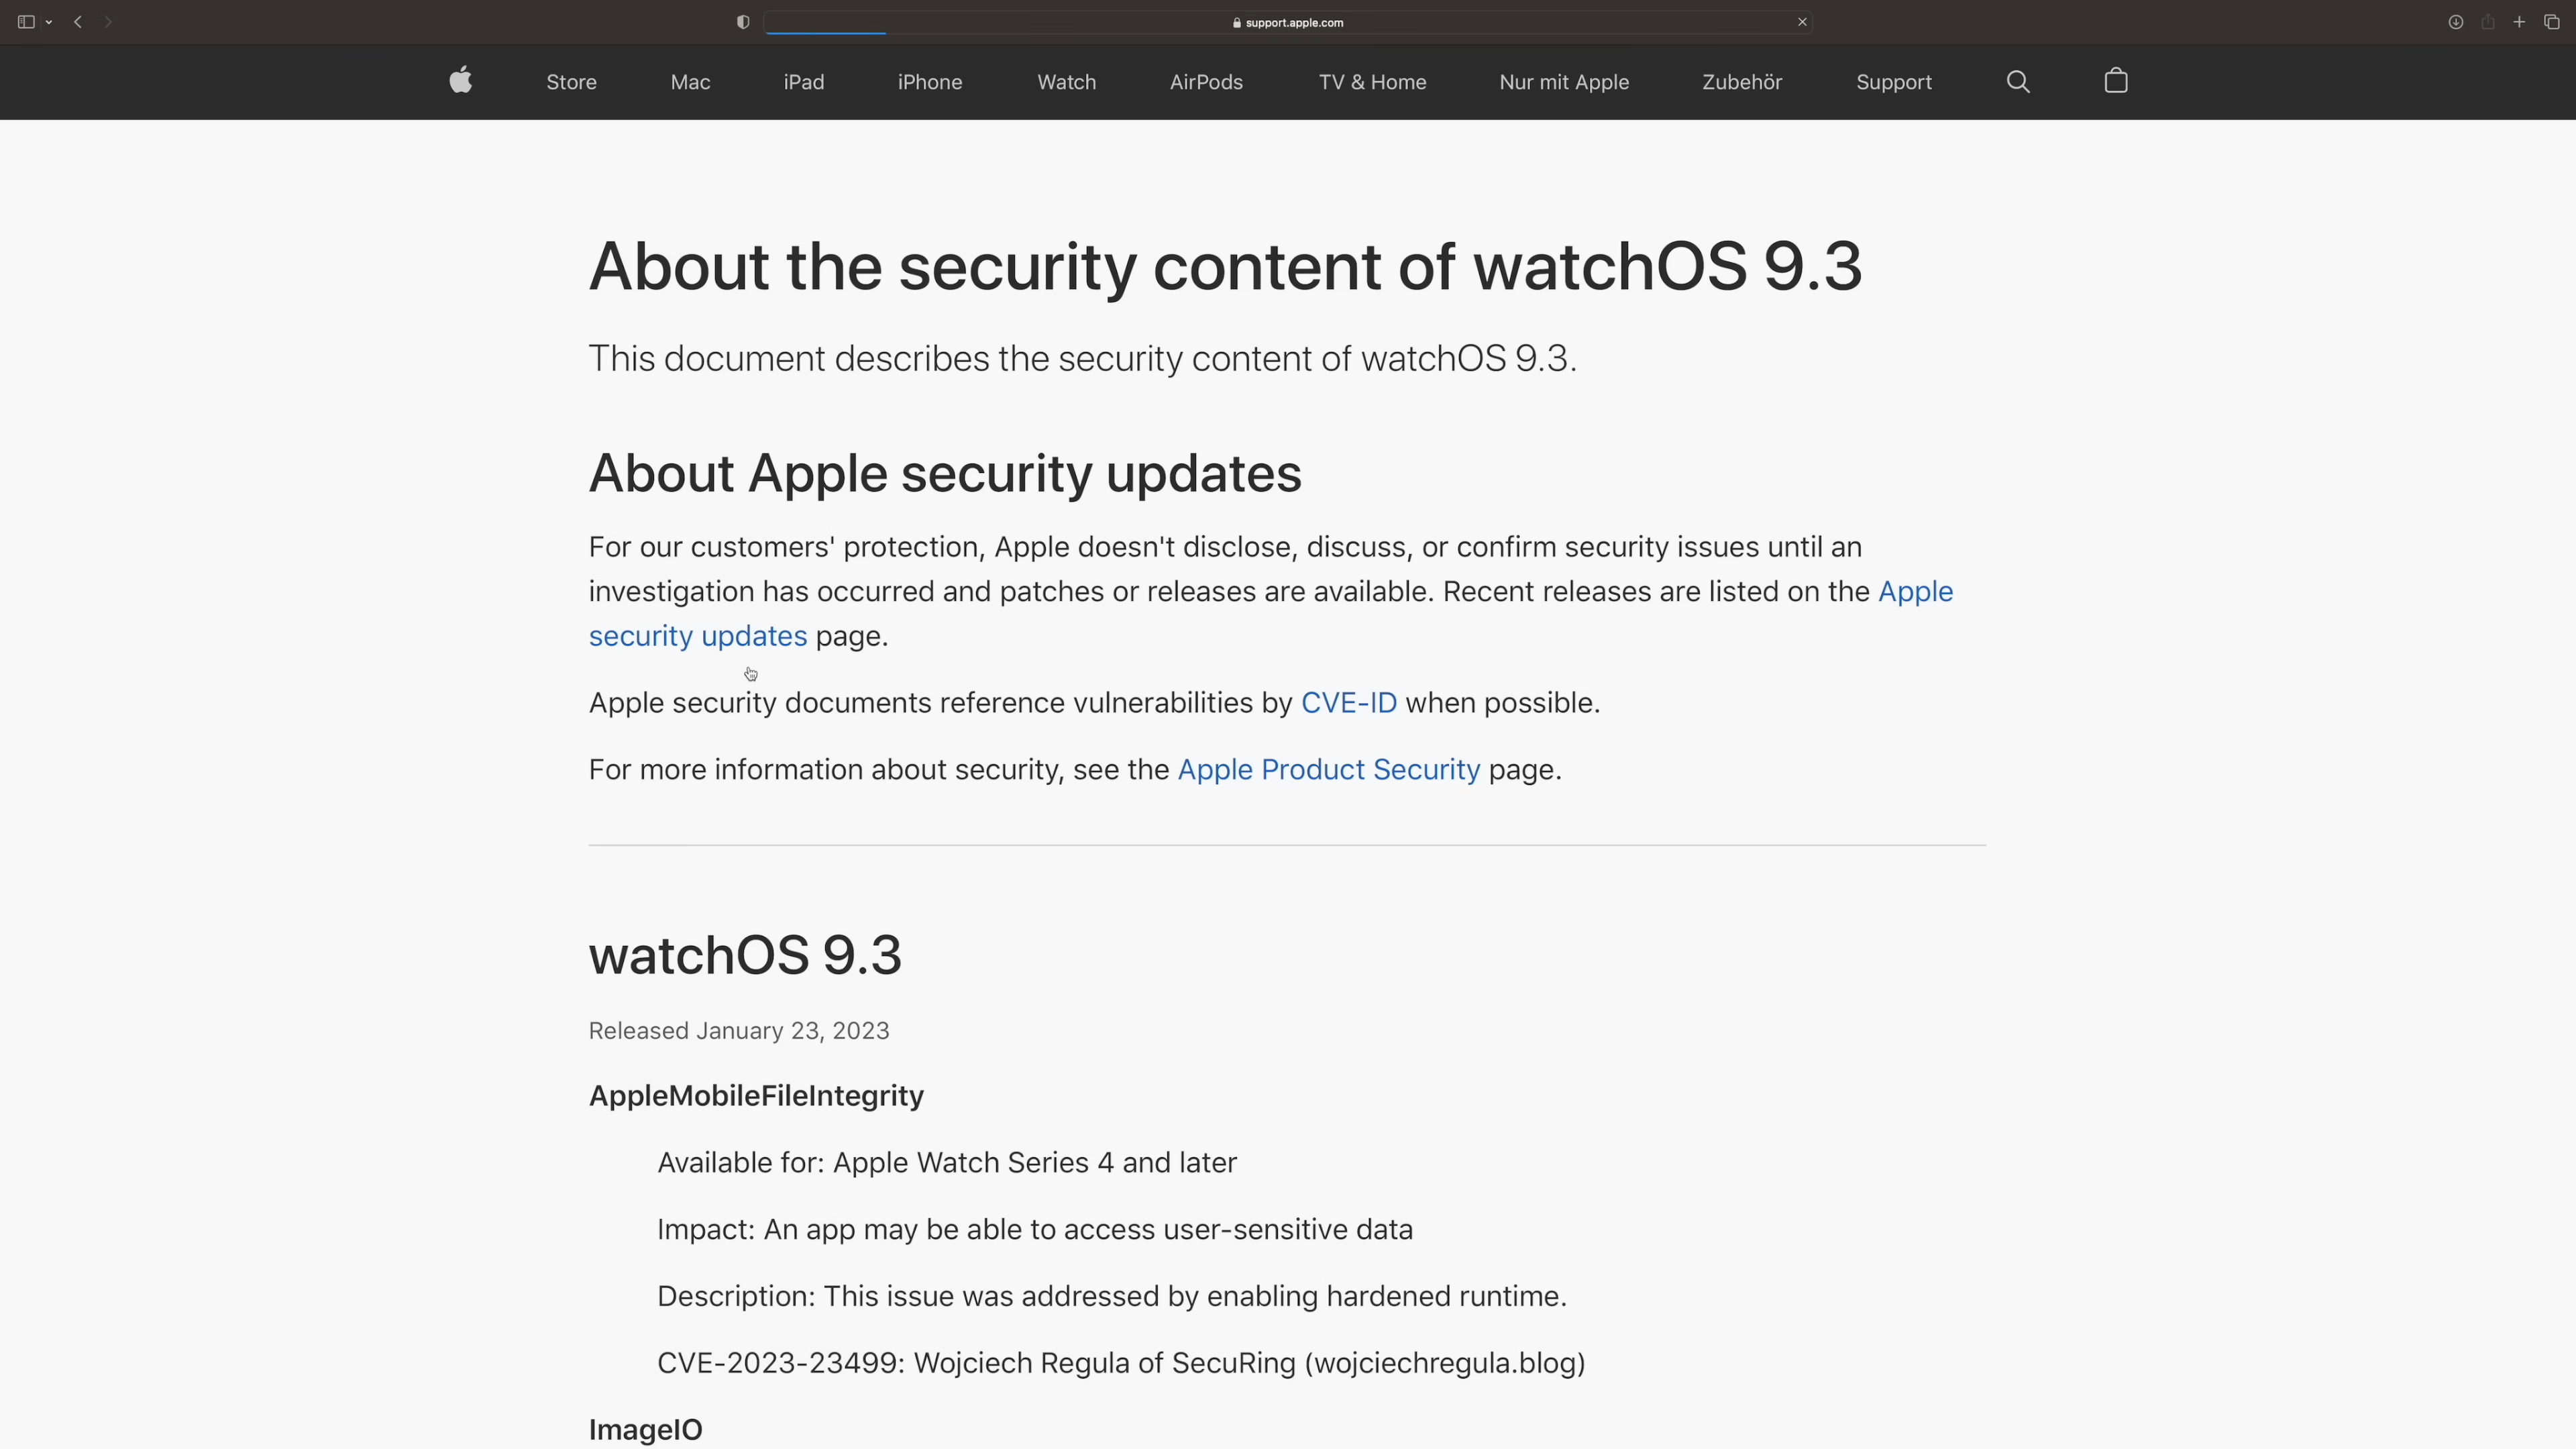 support.apple.com
Store Mac iPad iPhone Watch AirPods TV & Home Nur mit Apple Zubehör Support
About the security content of watchOS 9.3
This document describes the security content of watchOS 9.3.
About Apple security updates
For our customers' protection, Apple doesn't disclose, discuss, or confirm security issues until an
investigation has occurred and patches or releases are available. Recent releases are listed on the Apple
security updates page.
Apple security documents reference vulnerabilities by CVE-ID when possible.
For more information about security, see the Apple Product Security page.
watchOS 9.3
Released January 23, 2023
AppleMobileFileIntegrity
Available for: Apple Watch Series 4 and later
Impact: An app may be able to access user-sensitive data
Description: This issue was addressed by enabling hardened runtime.
CVE-2023-23499: Wojciech Regula of SecuRing (wojciechregula.blog)
ImageIO